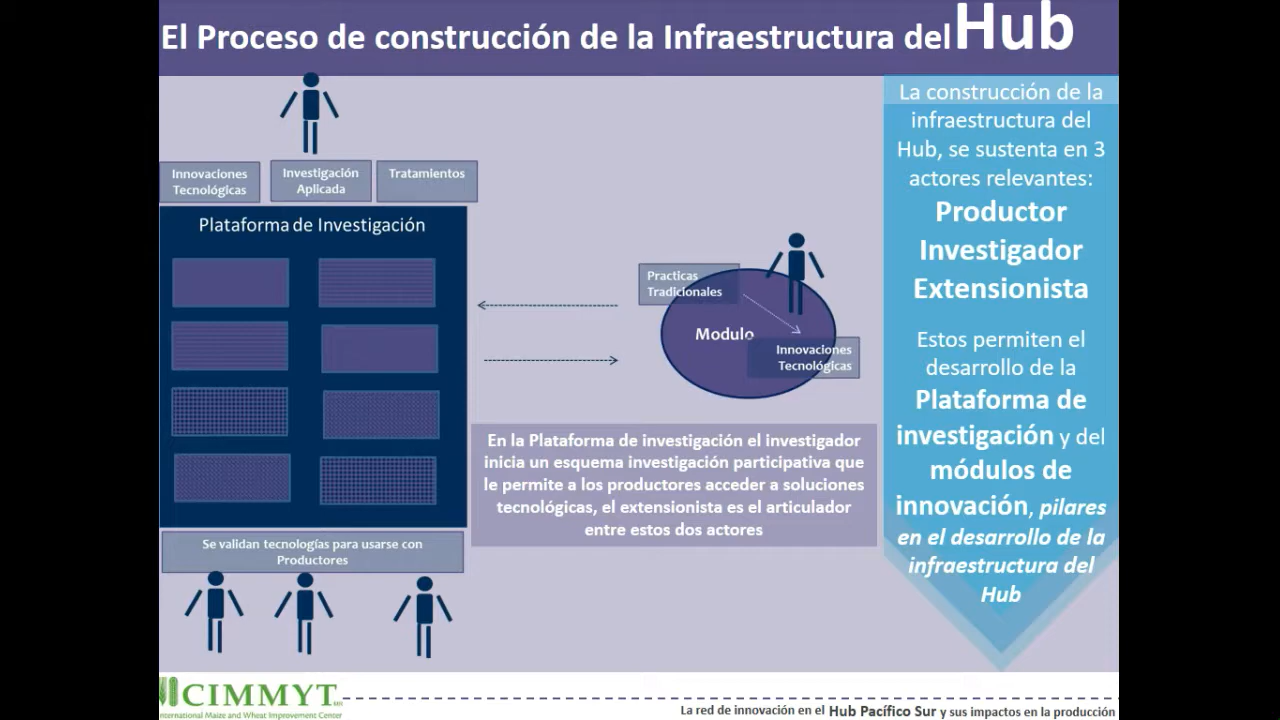 El Proceso de construcción de la Infraestructura del Hub
Innovaciones
Tecnológicas
Investigación
Aplicada
Tratamientos
Plataforma de Investigación
Se validan tecnologías para usarse con
Productores
Practicas
Tradicionales
Modulo
Innovaciones
Tecnológicas
En la Plataforma de investigación el investigador
inicia un esquema investigación participativa que
le permite a los productores acceder a soluciones
tecnológicas, el extensionista es el articulador
entre estos dos actores
La construcción de la
infraestructura del
Hub, se sustenta en 3
actores relevantes:
Productor
Investigador
Extensionista
Estos permiten el
desarrollo de la
Plataforma de
investigación y del
módulos de
innovación, pilares
en el desarrollo de la
infraestructura del
Hub
CIMMYT
International Maize and Wheat Improvement Center
La red de innovación en el Hub Pacífico Sur y sus impactos en la producción